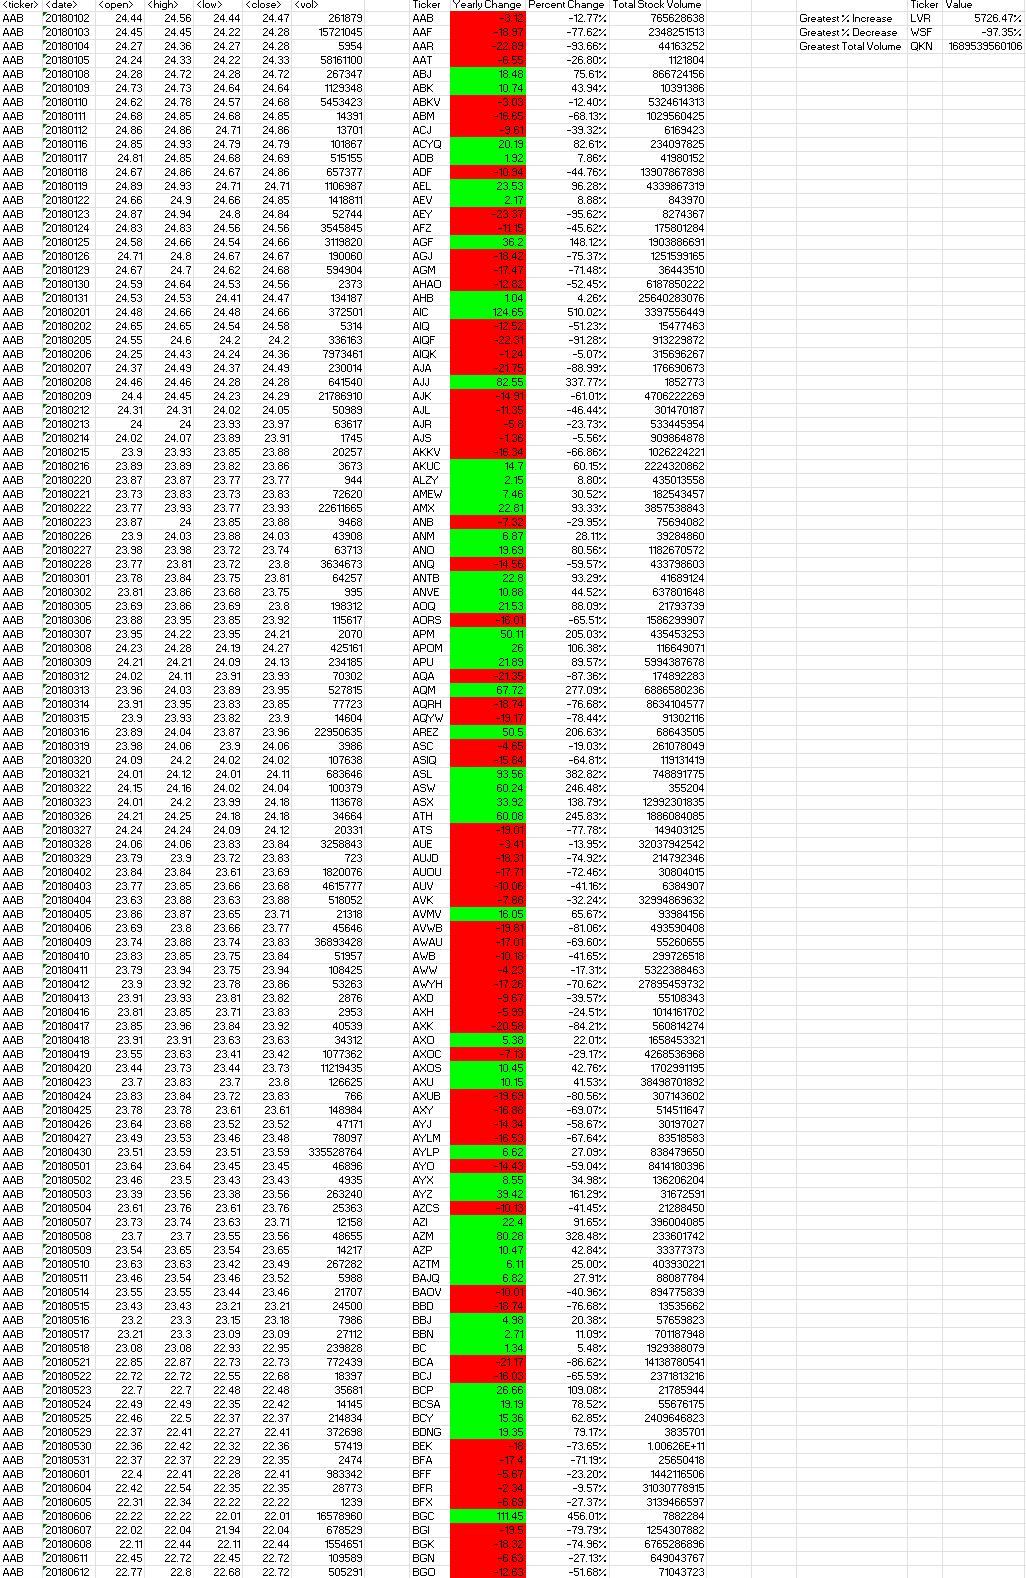 <ticker> <date> <open> <high> <low> <close> <vol> Ticker Yearly Change Percent Change Total Stock Volume Ticker Value
AAB 20180102 24.44 24.56 24.44 24.47 261879 AAB -3.12 -12.77% 765628638 Greatest % Increase LVR 5726.47%
AAB 20180103 24.45 24.45 24.22 24.28 15721045 AAF -18.97 -77.62% 2348251513 Greatest % Decrease WSF -97.35%
AAB 20180104 24.27 24.36 24.27 24.33 5954 AAR -22.89 -93.66% 44163252 Greatest Total Volume QKN 1689539560106
AAB 20180105 24.24 24.33 24.22 24.33 58161100 AAT -6.55 -26.80% 1121804
AAB 20180108 24.28 24.72 24.28 24.72 267347 ABJ 18.48 75.61% 866724156
AAB 20180109 24.73 24.73 24.64 24.64 1129348 ABK 10.74 43.94% 10391386
AAB 20180110 24.62 24.78 24.57 24.68 5453423 ABKV -3.03 -12.40% 5324614313
AAB 20180111 24.68 24.85 24.68 24.85 14391 ABM -16.65 -68.13% 1029560425
AAB 20180112 24.86 24.86 24.71 24.86 13701 ACJ -9.61 -39.32% 6169423
AAB 20180116 24.85 24.93 24.79 24.79 101867 ACYQ 20.19 82.61% 234097825
AAB 20180117 24.81 24.85 24.68 24.69 515155 ADB 1.92 7.86% 41980152
AAB 20180118 24.67 24.86 24.67 24.86 657377 ADF -10.94 -44.76% 13907867898
AAB 20180119 24.89 24.93 24.71 24.71 1106987 AEL 23.53 96.28% 4339867319
AAB 20180122 24.66 24.9 24.66 24.85 1418811 AEV 2.17 8.88% 843970
AAB 20180123 24.87 24.94 24.8 24.84 52744 AEY -23.37 -95.62% 8274367
AAB 20180124 24.83 24.83 24.56 24.56 3545845 AFZ -11.15 -45.62% 175801284
AAB 20180125 24.58 24.66 24.54 24.66 3119820 AGF 36.2 148.12% 1903886691
AAB 20180126 24.71 24.8 24.67 24.67 190060 AGJ -18.42 -75.37% 1251599165
AAB 20180129 24.67 24.7 24.62 24.68 594904 AGM -17.47 -71.48% 36443510
AAB 20180130 24.59 24.64 24.53 24.56 2373 AHAO -12.82 -52.45% 6187850222
AAB 20180131 24.53 24.53 24.41 24.47 134187 AHB 1.04 4.26% 25640283076
AAB 20180201 24.48 24.66 24.48 24.66 372501 AIC 124.65 510.02% 3397556449
AAB 20180202 24.65 24.65 24.54 24.58 5314 AIQ -12.52 -51.23% 15477463
AAB 20180205 24.55 24.6 24.2 24.2 336163 AIQF -22.31 -91.28% 913229872
AAB 20180206 24.25 24.43 24.24 24.36 7973461 AIQK -1.24 -5.07% 315696267
AAB 20180207 24.37 24.49 24.37 24.49 230014 AJA -21.75 -88.99% 176690673
AAB 20180208 24.46 24.46 24.28 24.28 641540 AJJ 82.55 337.77% 1852773
AAB 20180209 24.4 24.45 24.23 24.29 21786910 AJK -14.91 -61.01% 4706222269
AAB 20180212 24.31 24.31 24.02 24.05 50989 AJL -11.35 -46.44% 301470187
AAB 20180213 24 24 23.93 23.97 63617 AJR -5.8 -23.73% 533445954
AAB 20180214 24.02 24.07 23.89 23.91 1745 AJS -1.36 -5.56% 909864878
AAB 20180215 23.9 23.93 23.85 23.88 20257 AKKV -16.34 -66.86% 1026224221
AAB 20180216 23.89 23.89 23.82 23.86 3673 AKUC 14.7 60.15% 2224320862
AAB 20180220 23.87 23.87 23.77 23.77 944 ALZY 2.15 8.80% 435013558
AAB 20180221 23.73 23.83 23.73 23.83 72620 AMEW 7.46 30.52% 182543457
AAB 20180222 23.77 23.93 23.77 23.93 22611665 AMX 22.81 93.33% 3857538843
AAB 20180223 23.87 24 23.85 23.88 9468 ANB -7.32 -29.95% 75694082
AAB 20180226 23.9 24.03 23.88 24.03 43908 ANM 6.87 28.11% 39284860
AAB 20180227 23.98 23.98 23.72 23.74 63713 ANO 19.69 80.56% 1182670572
AAB 20180228 23.77 23.81 23.72 23.8 3634673 ANQ -14.56 -59.57% 433798603
AAB 20180301 23.78 23.84 23.75 23.81 64257 ANTB 22.8 93.29% 41689124
AAB 20180302 23.81 23.86 23.68 23.75 995 ANVE 10.88 44.52% 637801648
AAB 20180305 23.69 23.86 23.69 23.8 198312 AOQ 21.53 88.09% 21793739
AAB 20180306 23.88 23.95 23.85 23.92 115617 AORS -16.01 -65.51% 1586299907
AAB 20180307 23.95 24.22 23.95 24.21 2070 APM 50.11 205.03% 435453253
AAB 20180308 24.23 24.28 24.19 24.27 425161 APOM 26 106.38% 116649071
AAB 20180309 24.21 24.21 24.09 24.13 234185 APU 21.89 89.57% 5994387678
AAB 20180312 24.02 24.11 23.91 23.93 70302 AQA -21.35 -87.36% 174892283
AAB 20180313 23.96 24.03 23.89 23.95 527815 AQM 67.72 277.09% 6886580236
AAB 20180314 23.91 23.95 23.83 23.85 77723 AQRH -18.74 -76.68% 8634104577
AAB 20180315 23.9 23.93 23.82 23.9 14604 AQYW -19.17 -78.44% 91302116
AAB 20180316 23.89 24.04 23.87 23.96 22950635 AREZ 50.5 206.63% 68643505
AAB 20180319 23.98 24.06 23.9 24.06 3986 ASC -4.65 -19.03% 261078049
AAB 20180320 24.09 24.2 24.02 24.02 107638 ASIQ -15.84 -64.81% 119131419
AAB 20180321 24.01 24.12 24.01 24.11 683646 ASL 93.56 382.82% 748891775
AAB 20180322 24.15 24.16 24.02 24.04 100379 ASW 60.24 246.48% 355204
AAB 20180323 24.01 24.2 23.99 24.18 113678 ASX 33.92 138.79% 12992301835
AAB 20180326 24.21 24.25 24.18 24.18 34664 ATH 60.08 245.83% 1886084085
AAB 20180327 24.24 24.24 24.09 24.12 20331 ATS -19.01 -77.78% 149403125
AAB 20180328 24.06 24.06 23.83 23.84 3258843 AUE -3.41 -13.95% 32037942542
AAB 20180329 23.79 23.9 23.72 23.83 723 AUJD -18.31 -74.92% 214792346
AAB 20180402 23.84 23.84 23.61 23.69 1820076 AUOU -17.71 -72.46% 30804015
AAB 20180403 23.77 23.85 23.66 23.68 4615777 AUV -10.06 -41.16% 6384907
AAB 20180404 23.63 23.88 23.63 23.88 518052 AVK -7.88 -32.24% 32994869632
AAB 20180405 23.86 23.87 23.65 23.71 21318 AVMV 16.05 65.67% 93984156
AAB 20180406 23.69 23.8 23.66 23.77 45646 AVWB -19.81 -81.06% 493590408
AAB 20180409 23.74 23.88 23.74 23.83 36893428 AWAU -17.01 -69.60% 55260655
AAB 20180410 23.83 23.85 23.75 23.84 51957 AWB -10.18 -41.65% 299726518
AAB 20180411 23.79 23.94 23.75 23.94 108425 AWW -4.23 -17.31% 5322388463
AAB 20180412 23.9 23.92 23.78 23.86 53263 AWYH -17.26 -70.62% 27895459732
AAB 20180413 23.91 23.93 23.81 23.82 2876 AXD -9.67 -39.57% 55108343
AAB 20180416 23.81 23.85 23.71 23.83 2953 AXH -5.99 -24.51% 1014161702
AAB 20180417 23.85 23.96 23.84 23.92 40539 AXK -20.58 -84.21% 560814274
AAB 20180418 23.91 23.91 23.63 23.63 34312 AXO 5.38 22.01% 1658453321
AAB 20180419 23.55 23.63 23.41 23.42 1077362 AXOC -7.13 -29.17% 4268536968
AAB 20180420 23.44 23.73 23.44 23.73 11219435 AXOS 10.45 42.76% 1702991195
AAB 20180423 23.7 23.83 23.7 23.8 126625 AXU 10.15 41.53% 38498701892
AAB 20180424 23.83 23.84 23.72 23.83 766 AXUB -19.69 -80.56% 307143602
AAB 20180425 23.78 23.78 23.61 23.61 148984 AXY -16.88 -69.07% 514511647
AAB 20180426 23.64 23.68 23.52 23.52 47171 AYJ -14.34 -58.67% 30197027
AAB 20180427 23.49 23.53 23.46 23.48 78097 AYLM -16.53 -67.64% 83518583
AAB 20180430 23.51 23.59 23.51 23.59 335528764 AYLP 6.62 27.09% 838479650
AAB 20180501 23.64 23.64 23.45 23.45 46896 AYO -14.43 -59.04% 8414180396
AAB 20180502 23.46 23.5 23.43 23.43 4935 AYX 8.55 34.98% 136206204
AAB 20180503 23.39 23.56 23.38 23.56 263240 AYZ 39.42 161.29% 31672591
AAB 20180504 23.61 23.76 23.61 23.76 25363 AZCS -10.13 -41.45% 21288450
AAB 20180507 23.73 23.74 23.63 23.71 12158 AZI 22.4 91.65% 396004085
AAB 20180508 23.7 23.7 23.55 23.56 48655 AZM 80.28 328.48% 233601742
AAB 20180509 23.54 23.65 23.54 23.65 14217 AZP 10.47 42.84% 33377373
AAB 20180510 23.63 23.63 23.42 23.49 267282 AZTM 6.11 25.00% 403930221
AAB 20180511 23.46 23.54 23.46 23.52 5988 BAJQ 6.82 27.91% 88087784
AAB 20180514 23.55 23.55 23.44 23.46 21707 BAOV -10.01 -40.96% 894775839
AAB 20180515 23.43 23.43 23.21 23.21 24500 BBD -18.74 -76.68% 13535662
AAB 20180516 23.2 23.3 23.15 23.18 7986 BBJ 4.98 20.38% 57659823
AAB 20180517 23.21 23.3 23.09 23.09 27112 BBN 2.71 11.09% 701187948
AAB 20180518 23.08 23.08 22.93 22.95 239828 BC 1.34 5.48% 1929388079
AAB 20180521 22.85 22.87 22.73 22.73 772439 BCA -21.17 -86.62% 14138780541
AAB 20180522 22.72 22.72 22.55 22.68 18397 BCJ -16.03 -65.59% 2371813216
AAB 20180523 22.7 22.7 22.48 22.48 35681 BCP 26.66 109.08% 21785944
AAB 20180524 22.49 22.49 22.35 22.42 14145 BCSA 19.19 78.52% 55676175
AAB 20180525 22.46 22.5 22.37 22.37 214834 BCY 15.36 62.85% 2409646823
AAB 20180529 22.37 22.41 22.27 22.41 372698 BDNG 19.35 79.17% 3835701
AAB 20180530 22.36 22.42 22.32 22.36 57419 BEK -18 -73.65% 1.00626E+11
AAB 20180531 22.37 22.37 22.29 22.35 2474 BFA -17.4 -71.19% 25650418
AAB 20180601 22.4 22.41 22.28 22.41 983342 BFF -5.67 -23.20% 1442116506
AAB 20180604 22.42 22.54 22.35 22.35 28773 BFR -2.34 -9.57% 31030778915
AAB 20180605 22.31 22.34 22.22 22.22 1239 BFX -6.69 -27.37% 3139466597
AAB 20180606 22.22 22.22 22.01 22.01 16578960 BGC 111.45 456.01% 7882284
AAB 20180607 22.02 22.04 21.94 22.04 678529 BGI -19.5 -79.79% 1254307882
AAB 20180608 22.11 22.44 22.11 22.44 1554651 BGK -18.32 -74.96% 6765286896
AAB 20180611 22.45 22.72 22.45 22.72 109589 BGN -6.63 -27.13% 649043767
AAB 20180612 22.77 22.8 22.68 22.72 505291 BGO -12.63 -51.68% 71043723